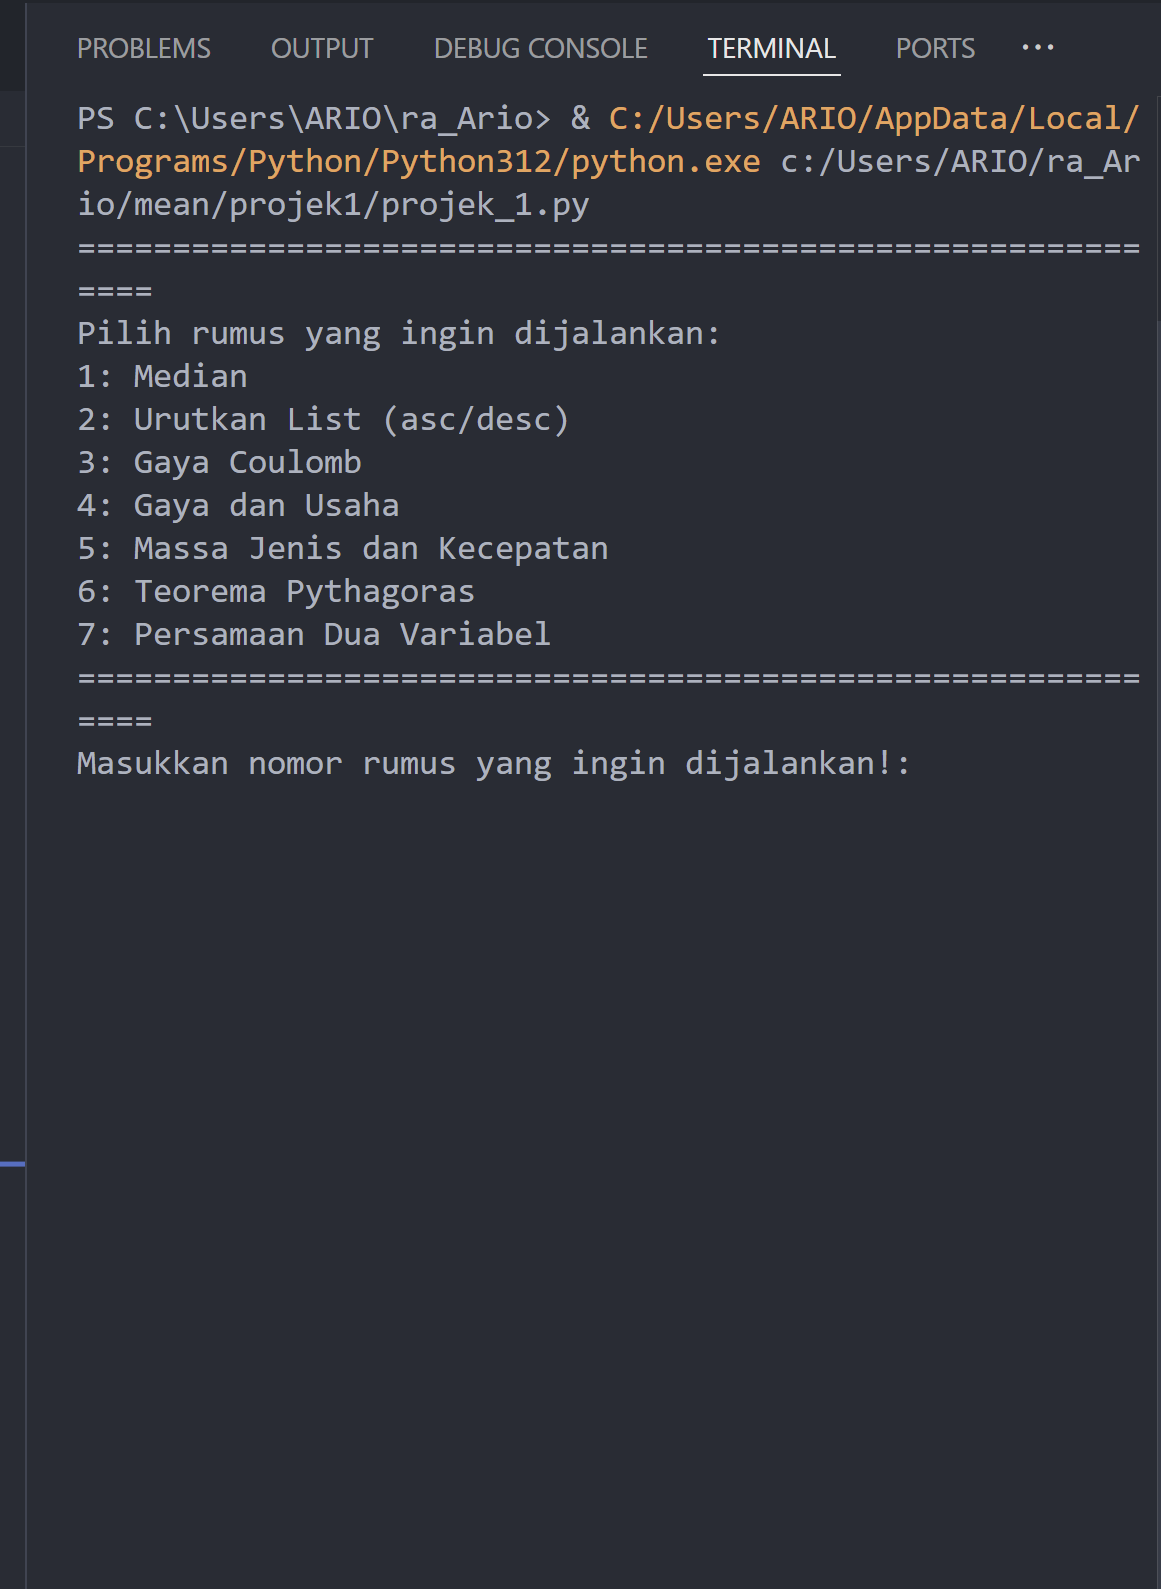 PROBLEMS OUTPUT DEBUG CONSOLE TERMINAL PORTS ...
PS C:\Users\ARIO\ra_Ario> & C:/Users/ARIO/AppData/Local/
Programs/Python/Python312/python.exe c:/Users/ARIO/ra_Ar
io/mean/projek1/projek_1.py
========================================================
====
Pilih rumus yang ingin dijalankan:
1: Median
2: Urutkan List (asc/desc)
3: Gaya Coulomb
4: Gaya dan Usaha
5: Massa Jenis dan Kecepatan
6: Teorema Pythagoras
7: Persamaan Dua Variabel
========================================================
====
Masukkan nomor rumus yang ingin dijalankan!: